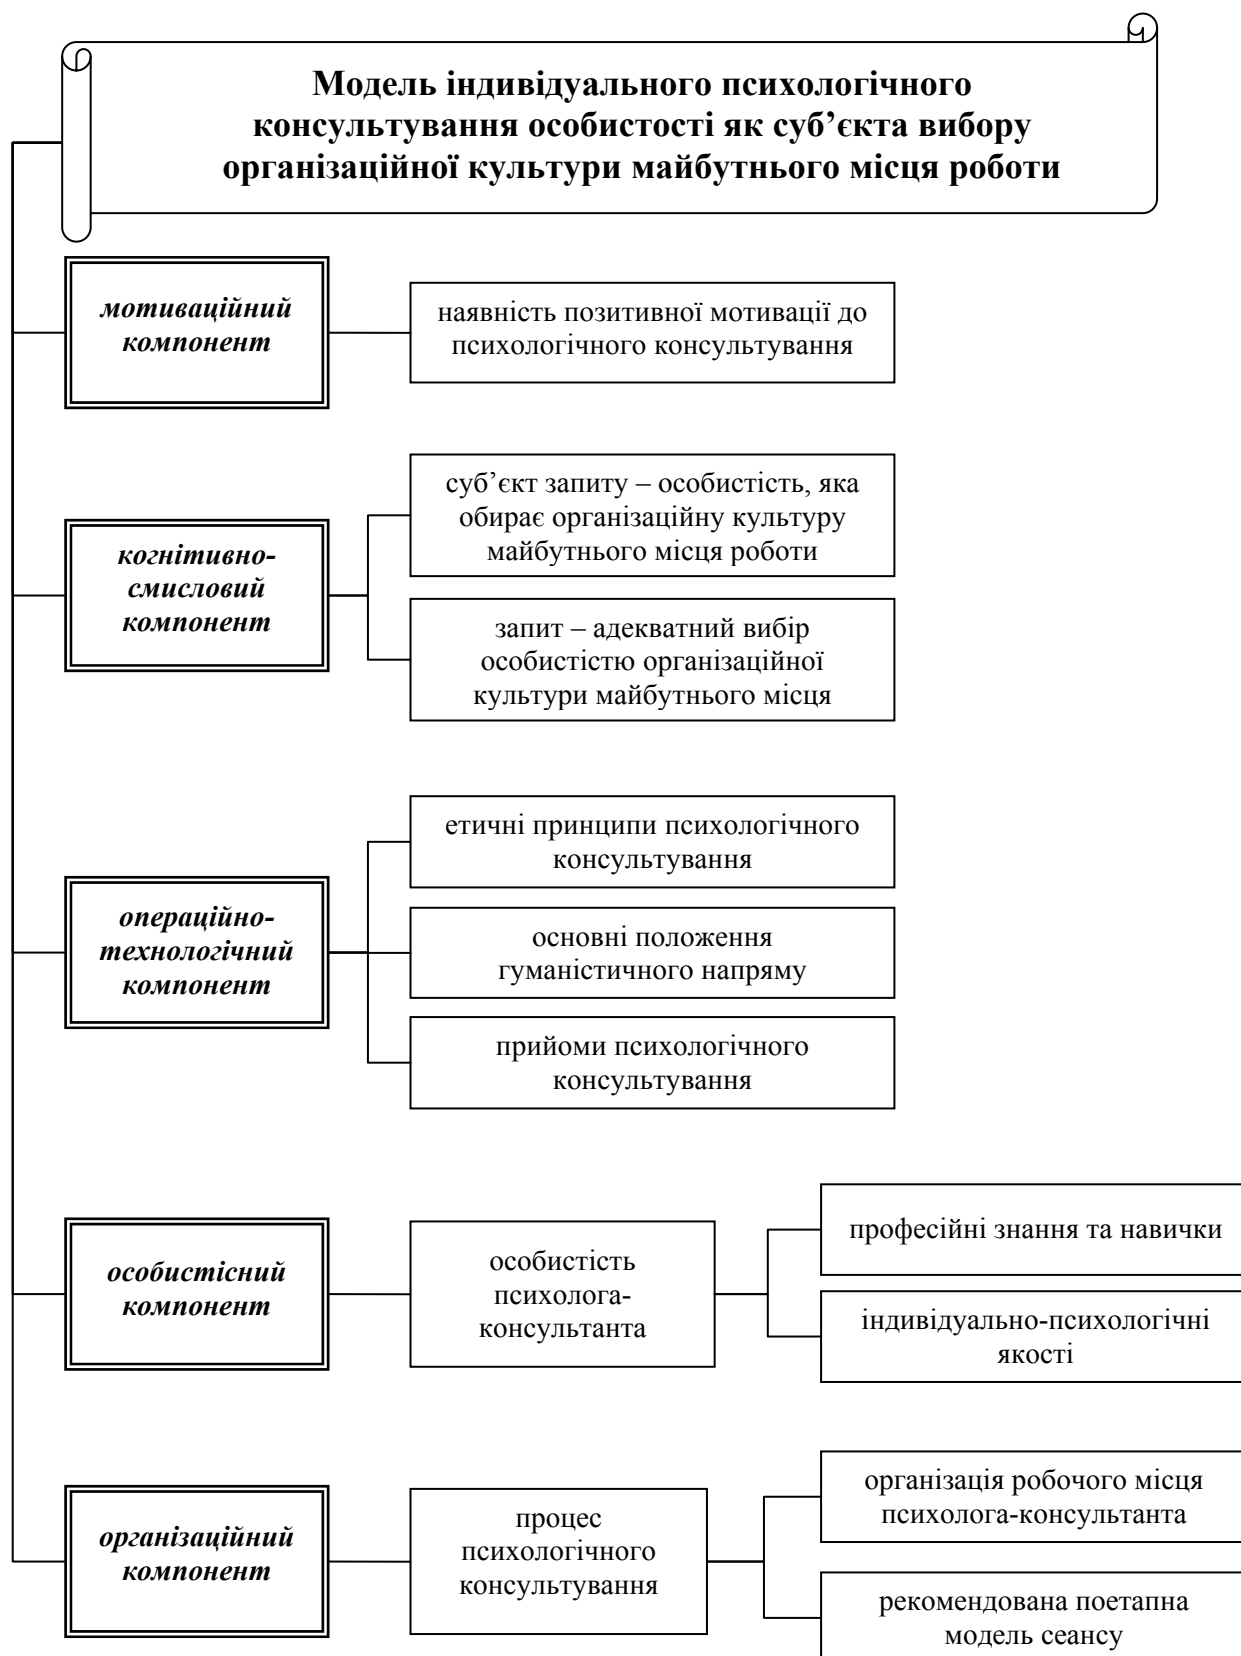 Модель індивідуального психологічного
консультування особистості як суб’єкта вибору
організаційної культури майбутнього місця роботи
мотиваційний
компонент
наявність позитивної мотивації до
психологічного консультування
когнітивно-
смисловий
компонент
суб’єкт запиту – особистість, яка
обирає організаційну культуру
майбутнього місця роботи
запит – адекватний вибір
особистістю організаційної
культури майбутнього місця
операційно-
технологічний
компонент
етичні принципи психологічного
консультування
основні положення
гуманістичного напряму
прийоми психологічного
консультування
особистісний
компонент
особистість
психолога-
консультанта
професійні знання та навички
індивідуально-психологічні
якості
організаційний
компонент
процес
психологічного
консультування
організація робочого місця
психолога-консультанта
рекомендована поетапна
модель сеансу